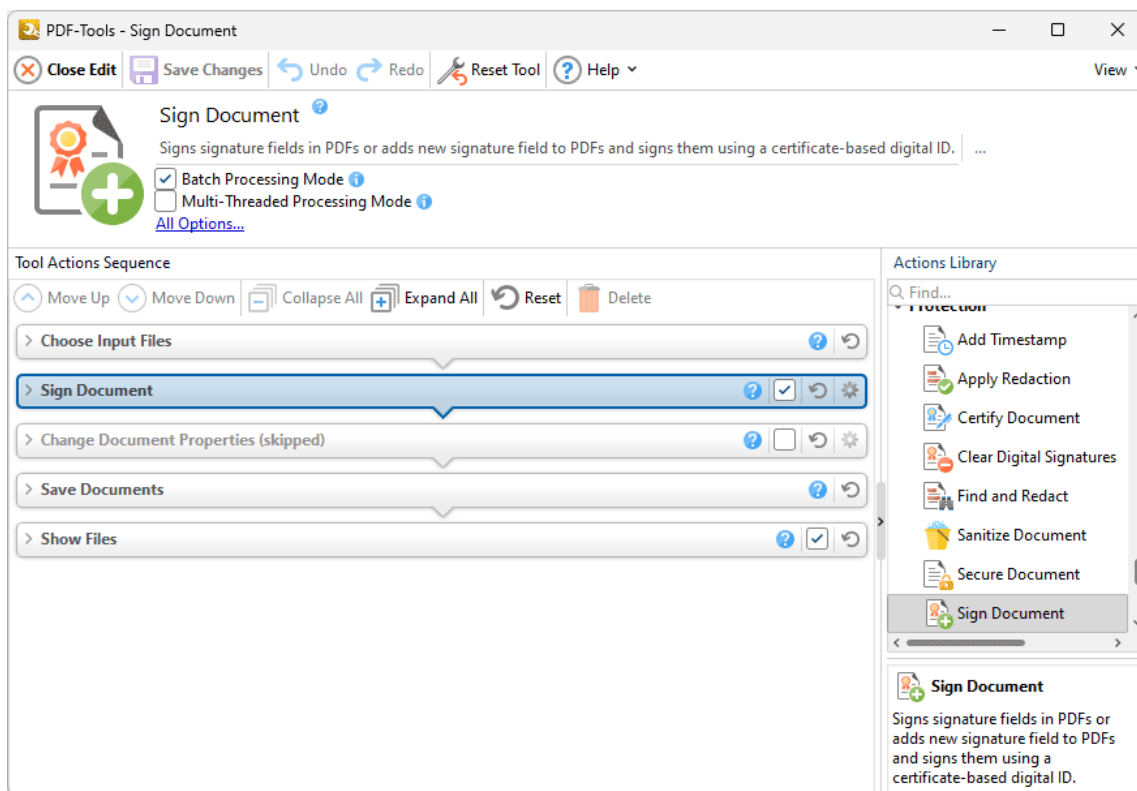 PDF-Tools - Sign Document
Close Edit Save Changes Undo Redo Reset Tool ? Help View
Sign Document ?
Signs signature fields in PDFs or adds new signature field to PDFs and signs them using a certificate-based digital ID. ...
Batch Processing Mode i
Multi-Threaded Processing Mode i
All Options...
Tool Actions Sequence
Move Up Move Down Collapse All Expand All Reset Delete
Choose Input Files ?
Sign Document ?
Change Document Properties (skipped) ?
Save Documents ?
Show Files ?
Actions Library
Find...
Protection
Add Timestamp
Apply Redaction
Certify Document
Clear Digital Signatures
Find and Redact
Sanitize Document
Secure Document
Sign Document
Sign Document
Signs signature fields in PDFs or
adds new signature field to PDFs
and signs them using a
certificate-based digital ID.